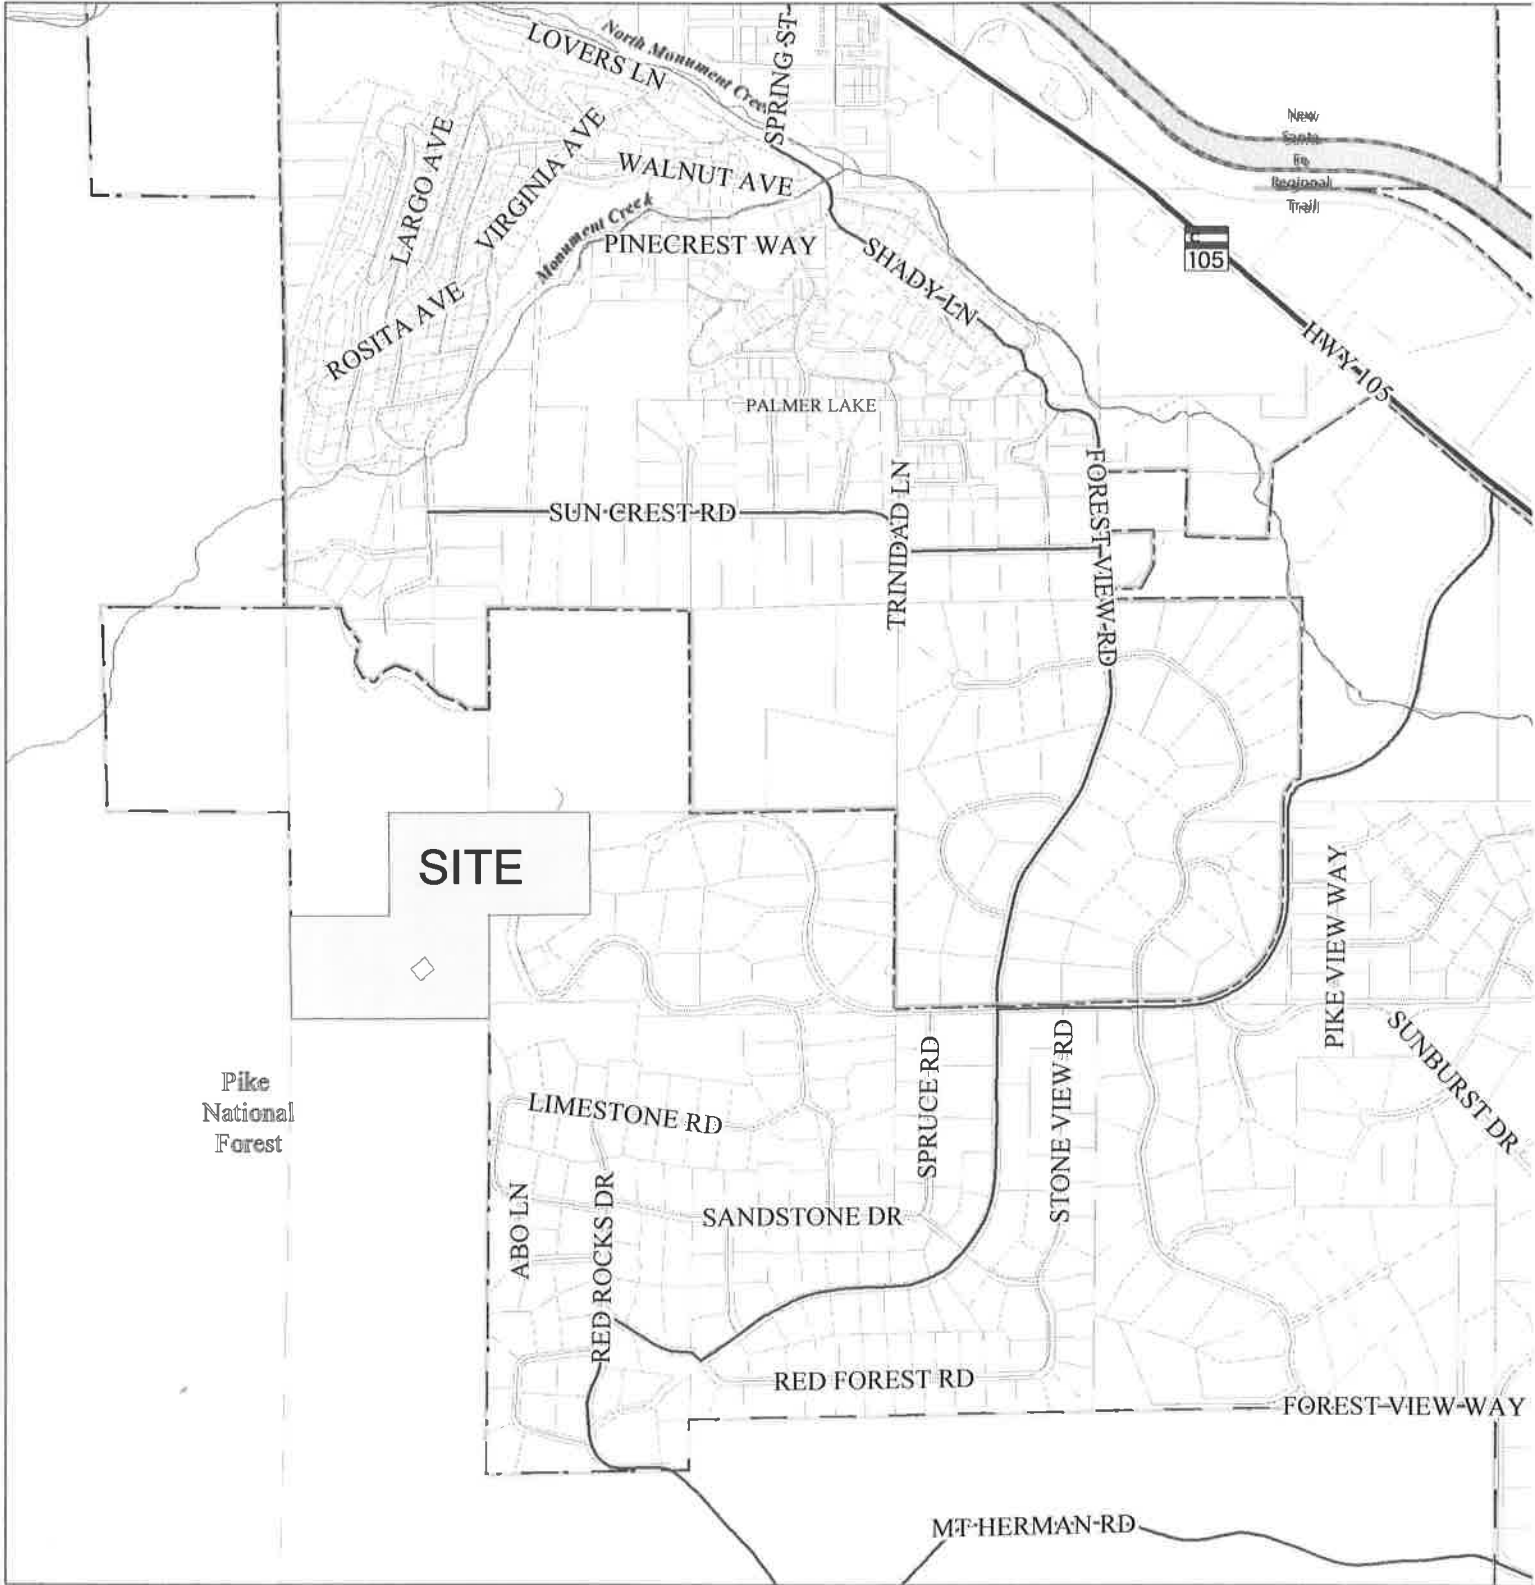 North Monument Creek
LOVERS LN
SPRING ST
New
Santa
Fe
Regional
Trail
LARGO AVE
VIRGINIA AVE
WALNUT AVE
Monument Creek
PINECREST WAY
SHADY LN
105
ROSITA AVE
HWY 105
PALMER LAKE
SUN CREST RD
TRINIDAD LN
FOREST VIEW RD
SITE
PIKE VIEW WAY
SUNBURST DR
Pike
National
Forest
LIMESTONE RD
SPRUCE RD
STONE VIEW RD
ABO LN
RED ROCKS DR
SANDSTONE DR
RED FOREST RD
FOREST VIEW WAY
MT HERMAN RD